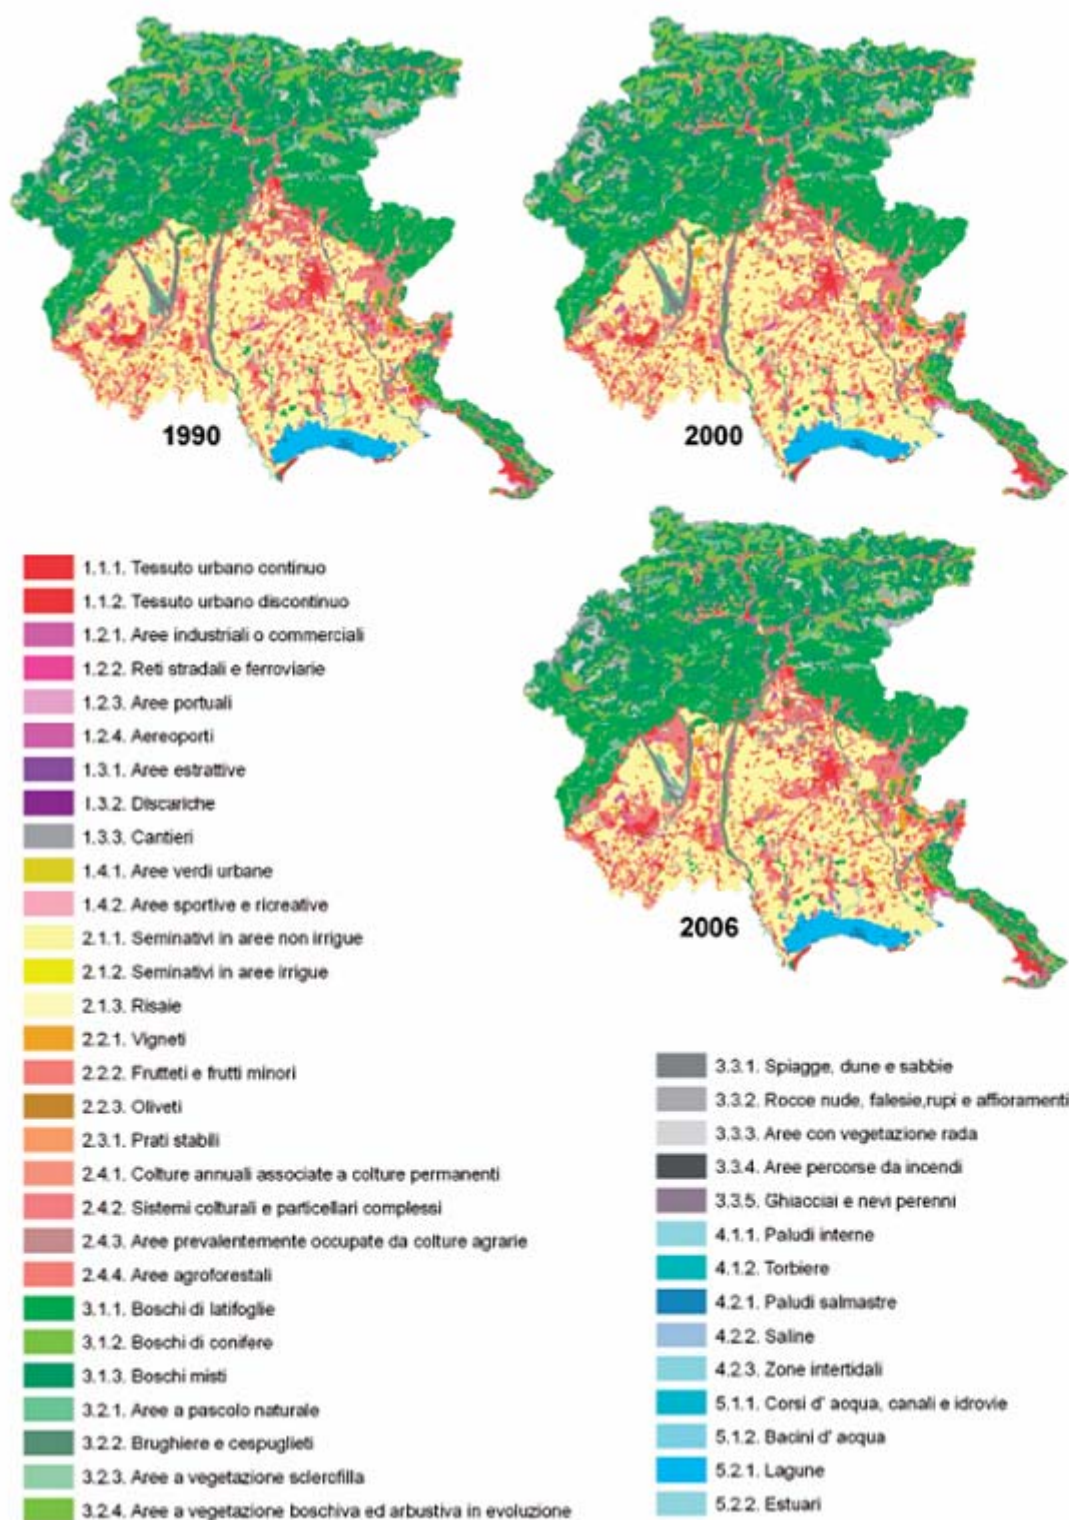 1990
2000
2006
1.1.1. Tessuto urbano continuo
1.1.2. Tessuto urbano discontinuo
1.2.1. Aree industriali o commerciali
1.2.2. Reti stradali e ferroviarie
1.2.3. Aree portuali
1.2.4. Aereoporti
1.3.1. Aree estrattive
1.3.2. Discariche
1.3.3. Cantieri
1.4.1. Aree verdi urbane
1.4.2. Aree sportive e ricreative
2.1.1. Seminativi in aree non irrigue
2.1.2. Seminativi in aree irrigue
2.1.3. Risaie
2.2.1. Vigneti
2.2.2. Frutteti e frutti minori
2.2.3. Oliveti
2.3.1. Prati stabili
2.4.1. Colture annuali associate a colture permanenti
2.4.2. Sistemi colturali e particellari complessi
2.4.3. Aree prevalentemente occupate da colture agrarie
2.4.4. Aree agroforestali
3.1.1. Boschi di latifoglie
3.1.2. Boschi di conifere
3.1.3. Boschi misti
3.2.1. Aree a pascolo naturale
3.2.2. Brughiere e cespuglieti
3.2.3. Aree a vegetazione sclerofilla
3.2.4. Aree a vegetazione boschiva ed arbustiva in evoluzione
3.3.1. Spiagge, dune e sabbie
3.3.2. Rocce nude, falesie,rupi e affioramenti
3.3.3. Aree con vegetazione rada
3.3.4. Aree percorse da incendi
3.3.5. Ghiacciai e nevi perenni
4.1.1. Paludi interne
4.1.2. Torbiere
4.2.1. Paludi salmastre
4.2.2. Saline
4.2.3. Zone intertidali
5.1.1. Corsi d' acqua, canali e idrovie
5.1.2. Bacini d' acqua
5.2.1. Lagune
5.2.2. Estuari